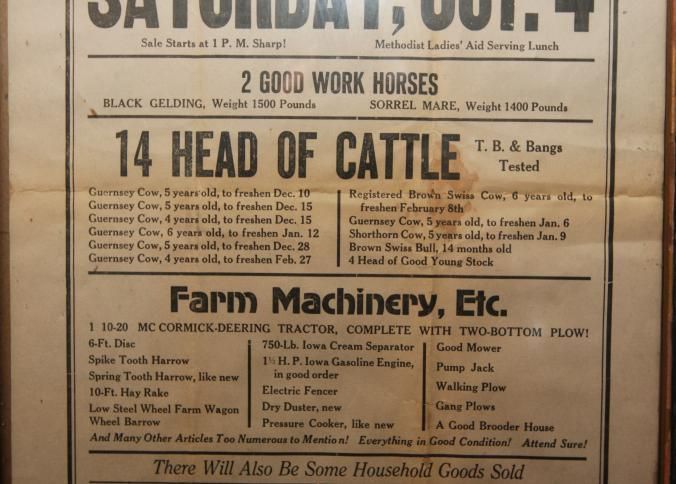 SATURDAY, OCT. 4
Sale Starts at 1 P. M. Sharp!
Methodist Ladies' Aid Serving Lunch
2 GOOD WORK HORSES
BLACK GELDING, Weight 1500 Pounds
SORREL MARE, Weight 1400 Pounds
14 HEAD OF CATTLE
T. B. & Bangs
Tested
Guernsey Cow, 5 years old, to freshen Dec. 10
Guernsey Cow, 5 years old, to freshen Dec. 15
Guernsey Cow, 4 years old, to freshen Dec. 15
Guernsey Cow, 6 years old, to freshen Jan. 12
Guernsey Cow, 5 years old, to freshen Dec. 28
Guernsey Cow, 4 years old, to freshen Feb. 27
Registered Brown Swiss Cow, 6 years old, to
freshen February 8th
Guernsey Cow, 5 years old, to freshen Jan. 6
Shorthorn Cow, 5 years old, to freshen Jan. 9
Brown Swiss Bull, 14 months old
4 Head of Good Young Stock
Farm Machinery, Etc.
1 10-20 MC CORMICK-DEERING TRACTOR, COMPLETE WITH TWO-BOTTOM PLOW!
6-Ft. Disc
Spike Tooth Harrow
Spring Tooth Harrow, like new
10-Ft. Hay Rake
Low Steel Wheel Farm Wagon
Wheel Barrow
750-Lb. Iowa Cream Separator
1½ H. P. Iowa Gasoline Engine,
in good order
Electric Fencer
Dry Duster, new
Pressure Cooker, like new
Good Mower
Pump Jack
Walking Plow
Gang Plows
A Good Brooder House
And Many Other Articles Too Numerous to Mention! Everything in Good Condition! Attend Sure!
There Will Also Be Some Household Goods Sold